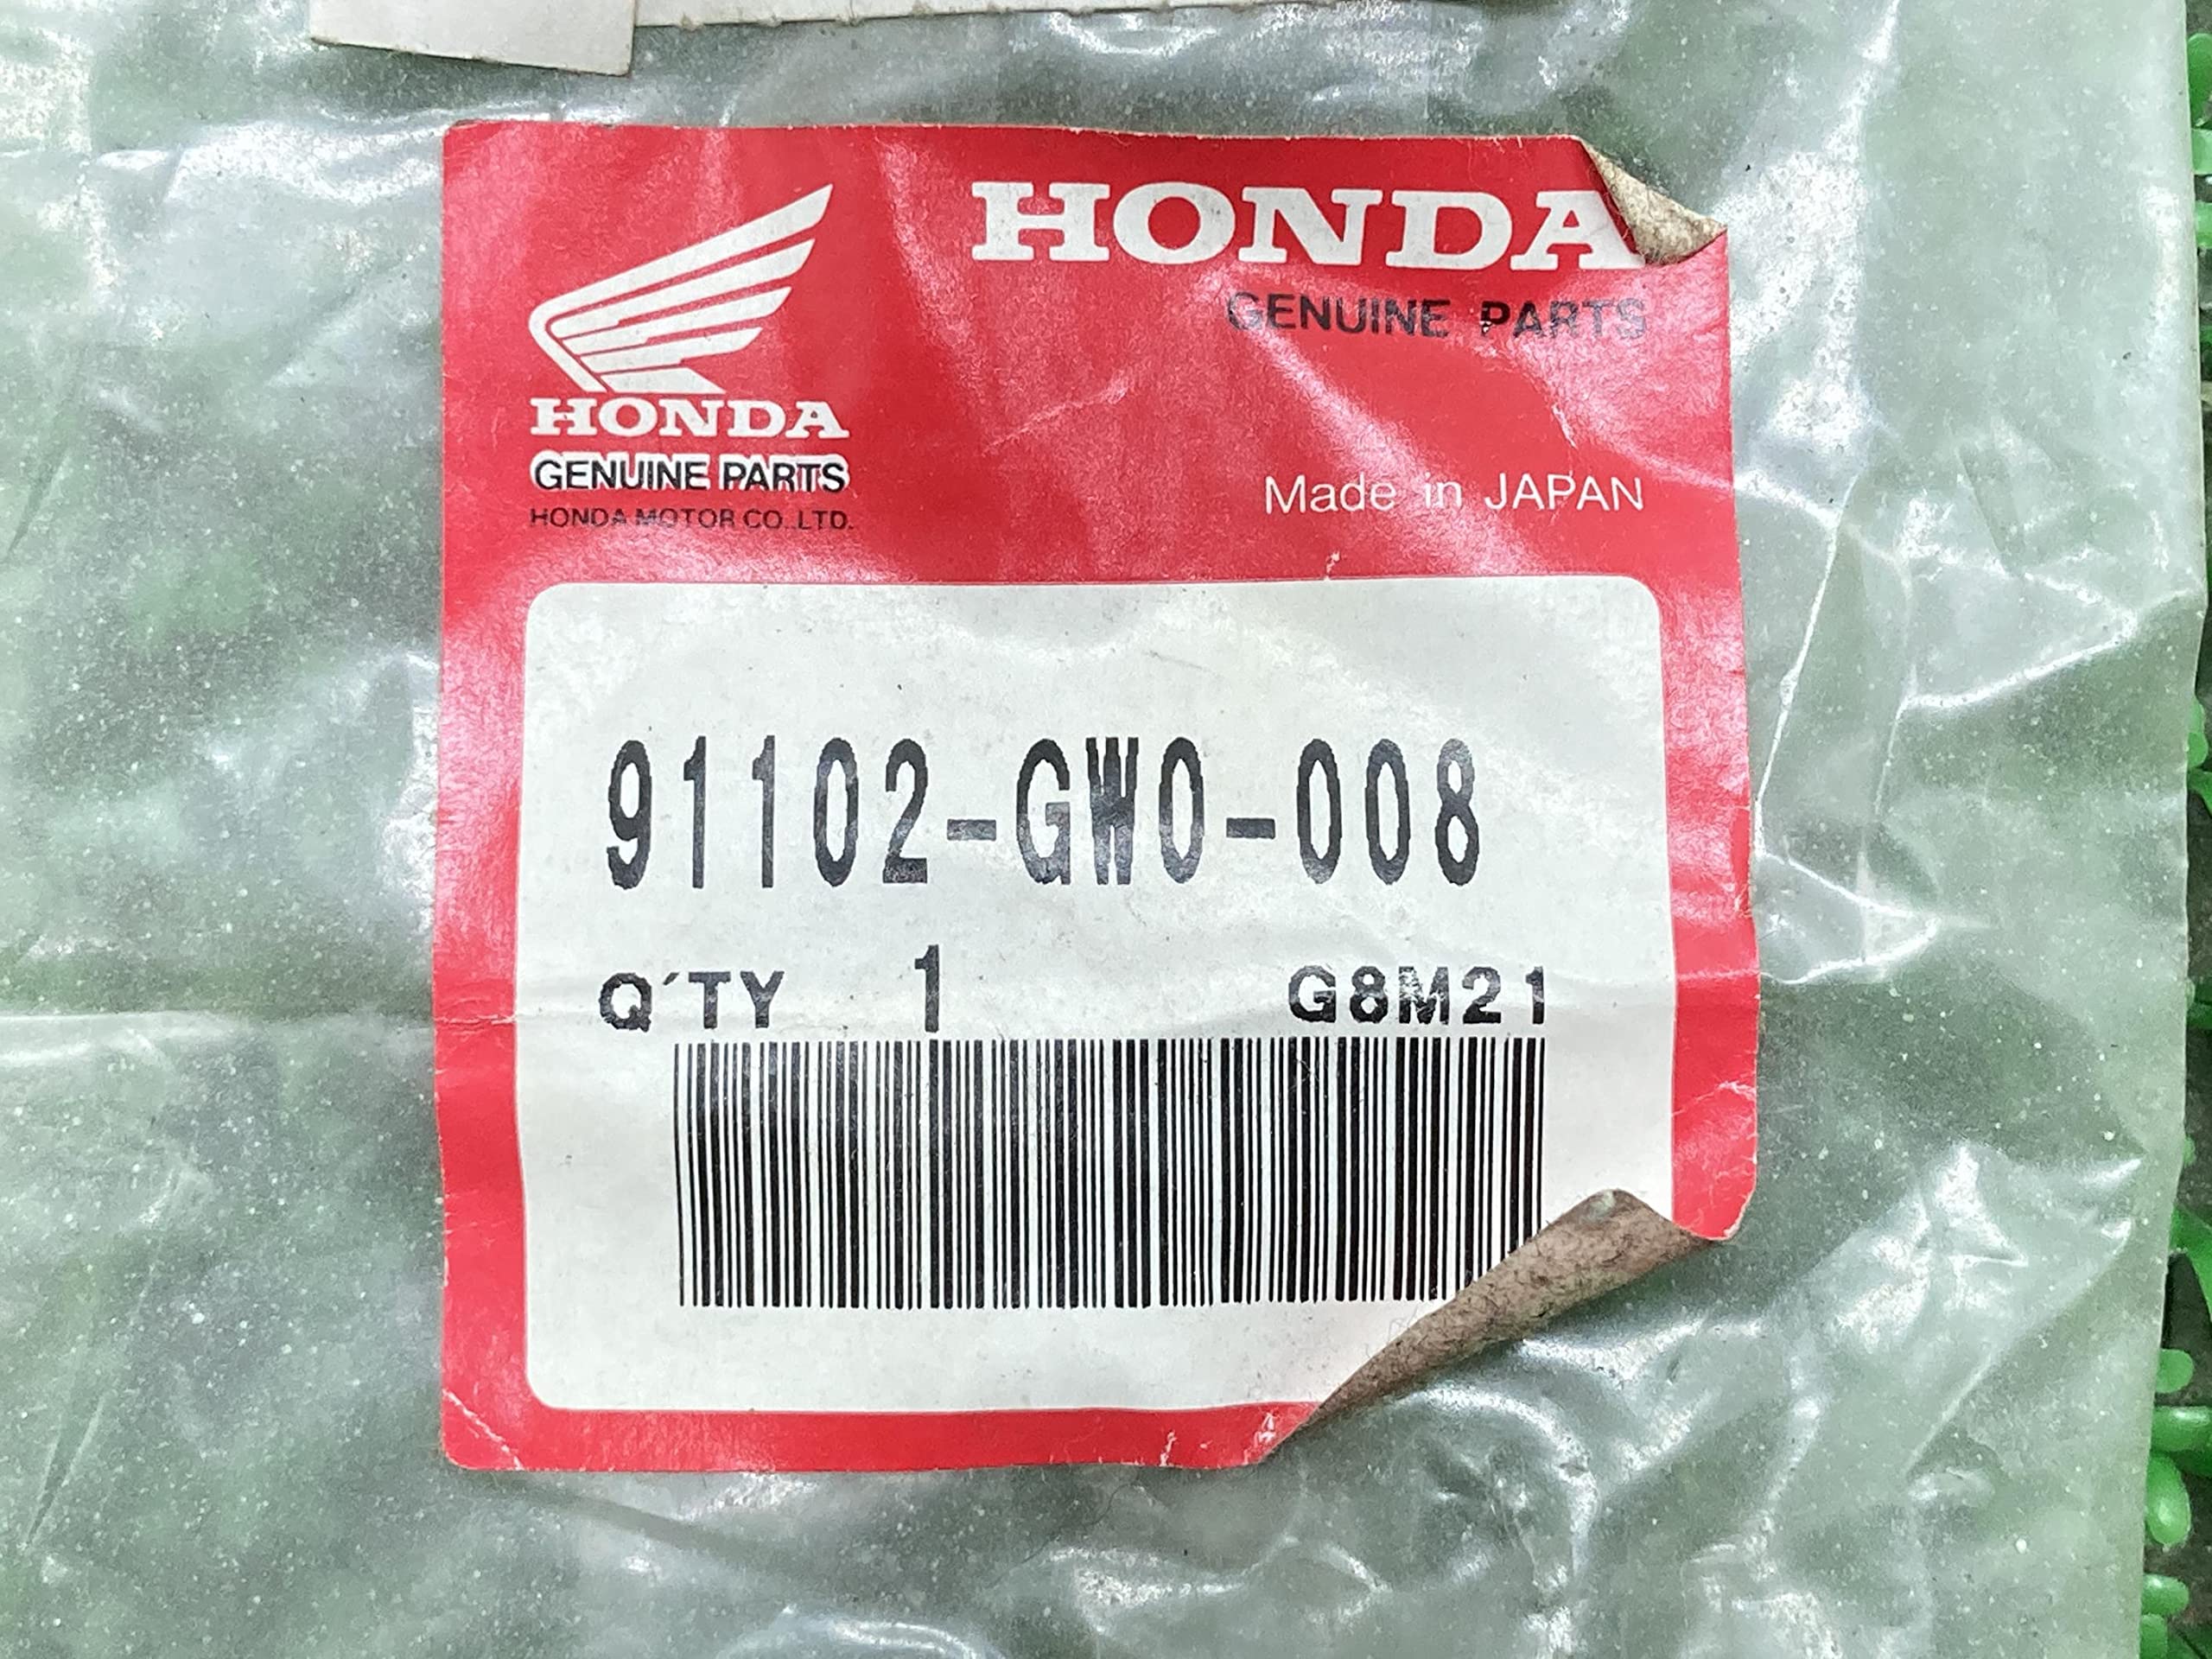 HONDA
GENUINE PARTS
HONDA MOTOR CO.,LTD.
HONDA
GENUINE PARTS
Made in JAPAN
91102-GW0-008
Q'TY 1 G8M21